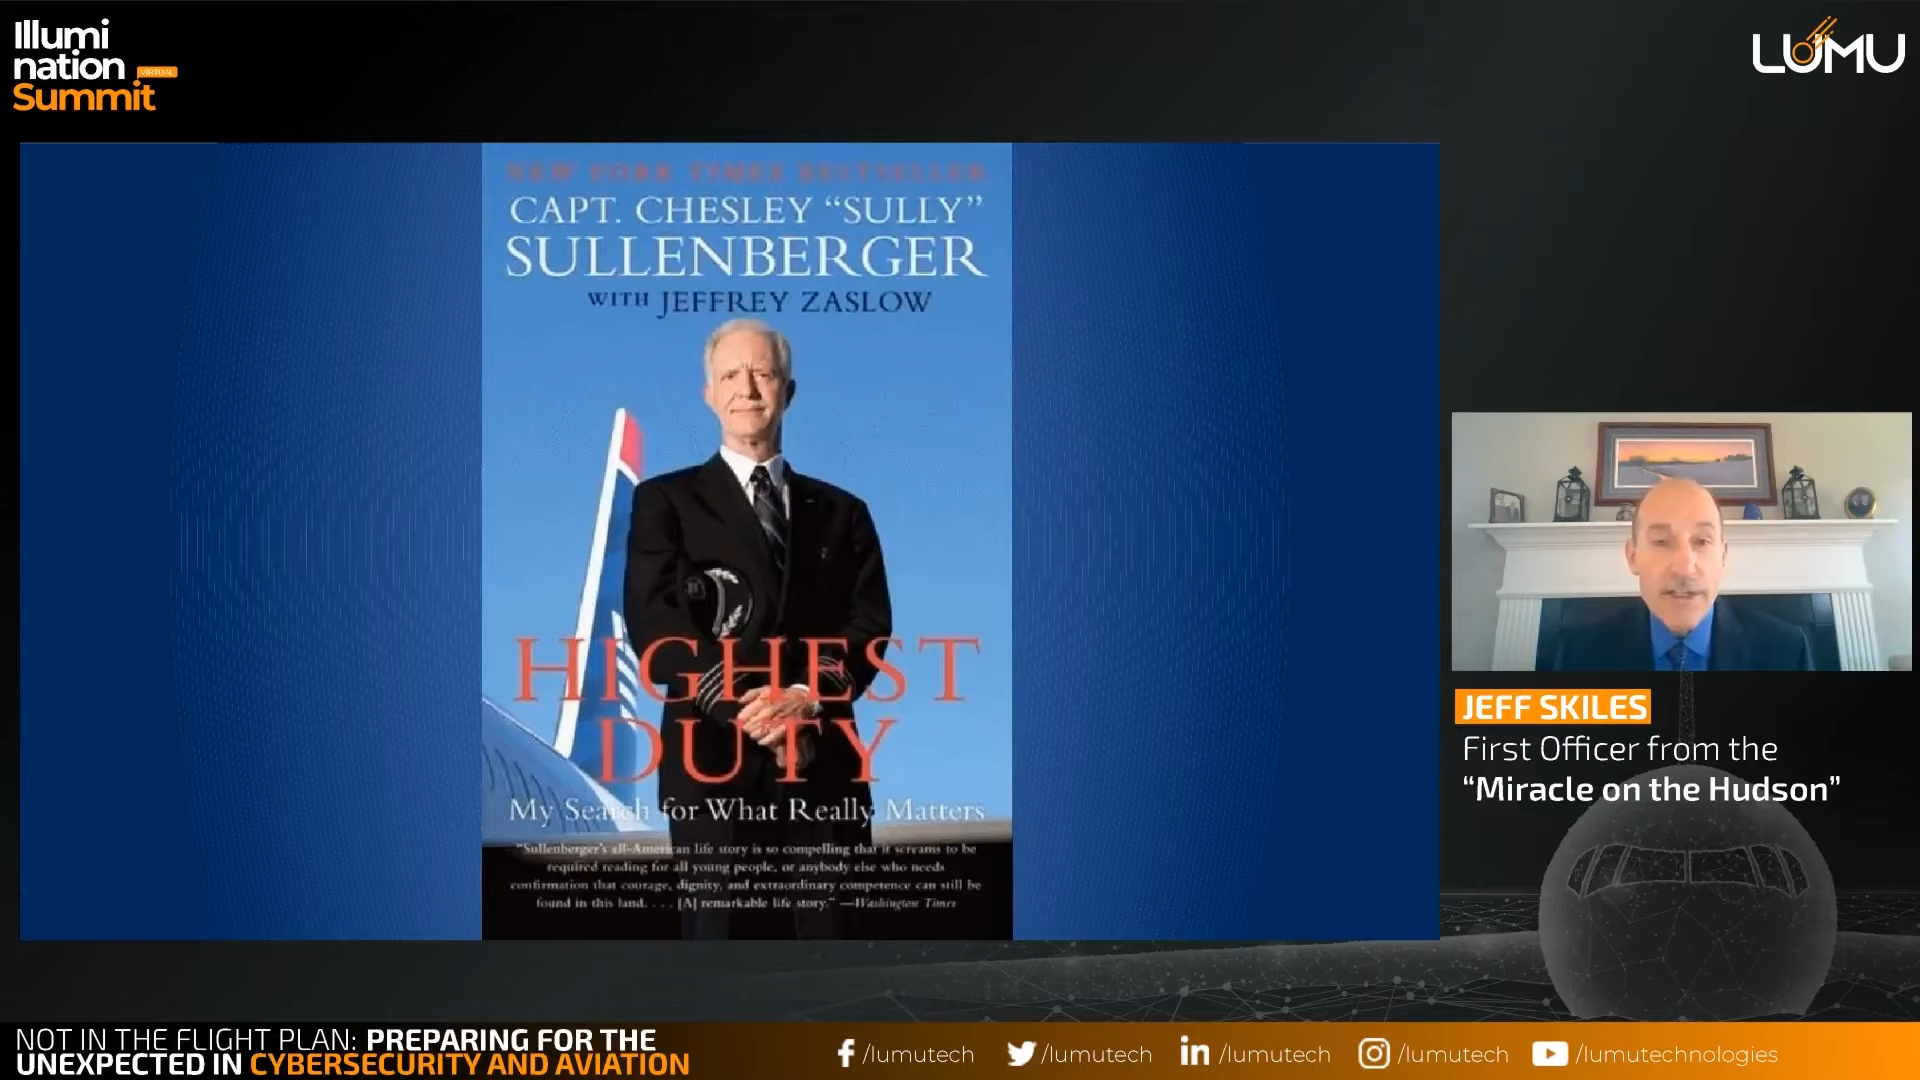 Illumi
nation
VIRTUAL
Summit
LUMU
NEW YORK TIMES BESTSELLER
CAPT. CHESLEY “SULLY”
SULLENBERGER
WITH JEFFREY ZASLOW
HIGHEST
DUTY
My Search for What Really Matters
“Sullenberger’s all-American life story is so compelling that it screams to be
required reading for all young people, or anybody else who needs
confirmation that courage, dignity, and extraordinary competence can still be
found in this land. . . . [A] remarkable life story.” —Washington Times
JEFF SKILES
First Officer from the
“Miracle on the Hudson”
NOT IN THE FLIGHT PLAN: PREPARING FOR THE
UNEXPECTED IN CYBERSECURITY AND AVIATION
/lumutech
/lumutech
/lumutech
/lumutech
/lumutechnologies